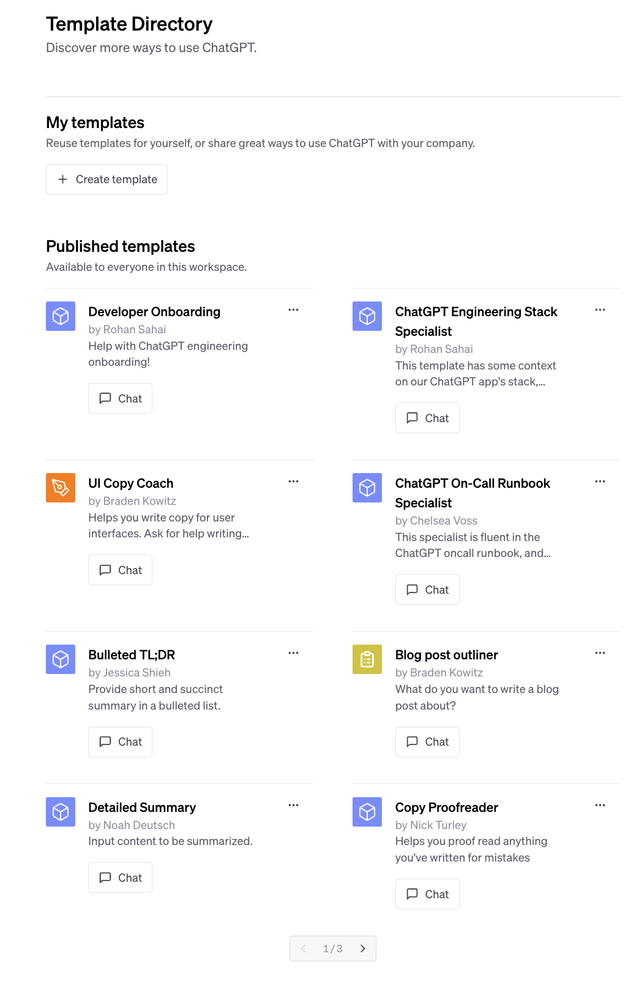 Template Directory
Discover more ways to use ChatGPT.
My templates
Reuse templates for yourself, or share great ways to use ChatGPT with your company.
Create template
Published templates
Available to everyone in this workspace.
Developer Onboarding
by Rohan Sahai
Help with ChatGPT engineering
onboarding!
Chat
ChatGPT Engineering Stack
Specialist
by Rohan Sahai
This template has some context
on our ChatGPT app's stack,...
Chat
UI Copy Coach
by Braden Kowitz
Helps you write copy for user
interfaces. Ask for help writing...
Chat
ChatGPT On-Call Runbook
Specialist
by Chelsea Voss
This specialist is fluent in the
ChatGPT oncall runbook, and...
Chat
Bulleted TL;DR
by Jessica Shieh
Provide short and succinct
summary in a bulleted list.
Chat
Blog post outliner
by Braden Kowitz
What do you want to write a blog
post about?
Chat
Detailed Summary
by Noah Deutsch
Input content to be summarized.
Chat
Copy Proofreader
by Nick Turley
Helps you proof read anything
you've written for mistakes
Chat
1/3